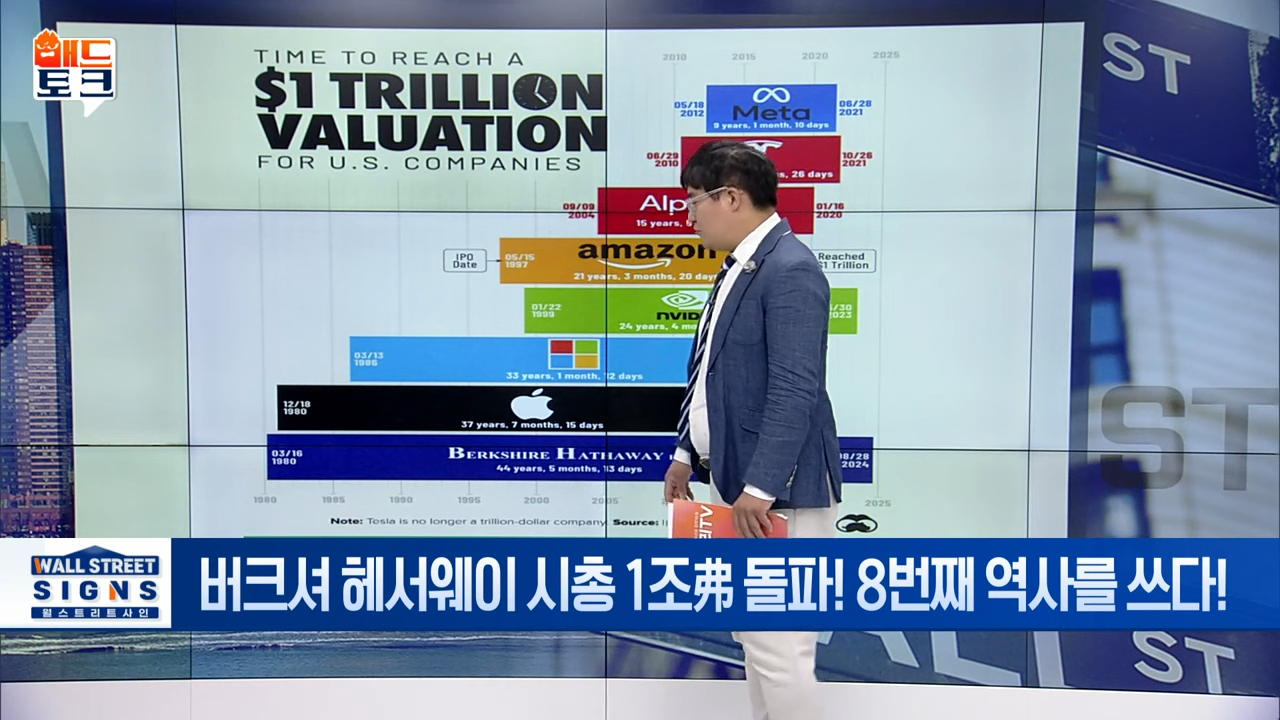 매드
토크
TIME TO REACH A
$1 TRILLION
VALUATION
FOR U.S. COMPANIES
2010 2015 2020 2025
05/18
2012
Meta
9 years, 1 month, 10 days
06/28
2021
06/29
2010
26 days
10/26
2021
09/09
2004
15 years,
01/16
2020
IPO
Date
05/15
1997
amazon
21 years, 3 months, 20 day
Reached
$1 Trillion
01/22
1999
24 years, 4
2023
03/13
1986
33 years, 1 month, 12 days
12/18
1980
37 years, 7 months, 15 days
03/16
1980
BERKSHIRE HATHAWAY
44 years, 5 months, 13 days
08/28
2024
1980 1985 1990 1995 2000 2005 2025
Note: Tesla is no longer a trillion-dollar company. Source:
ST
ST
WALL STREET
SIGNS
월스트리트사인
버크셔 헤서웨이 시총 1조弗 돌파! 8번째 역사를 쓰다!
ST